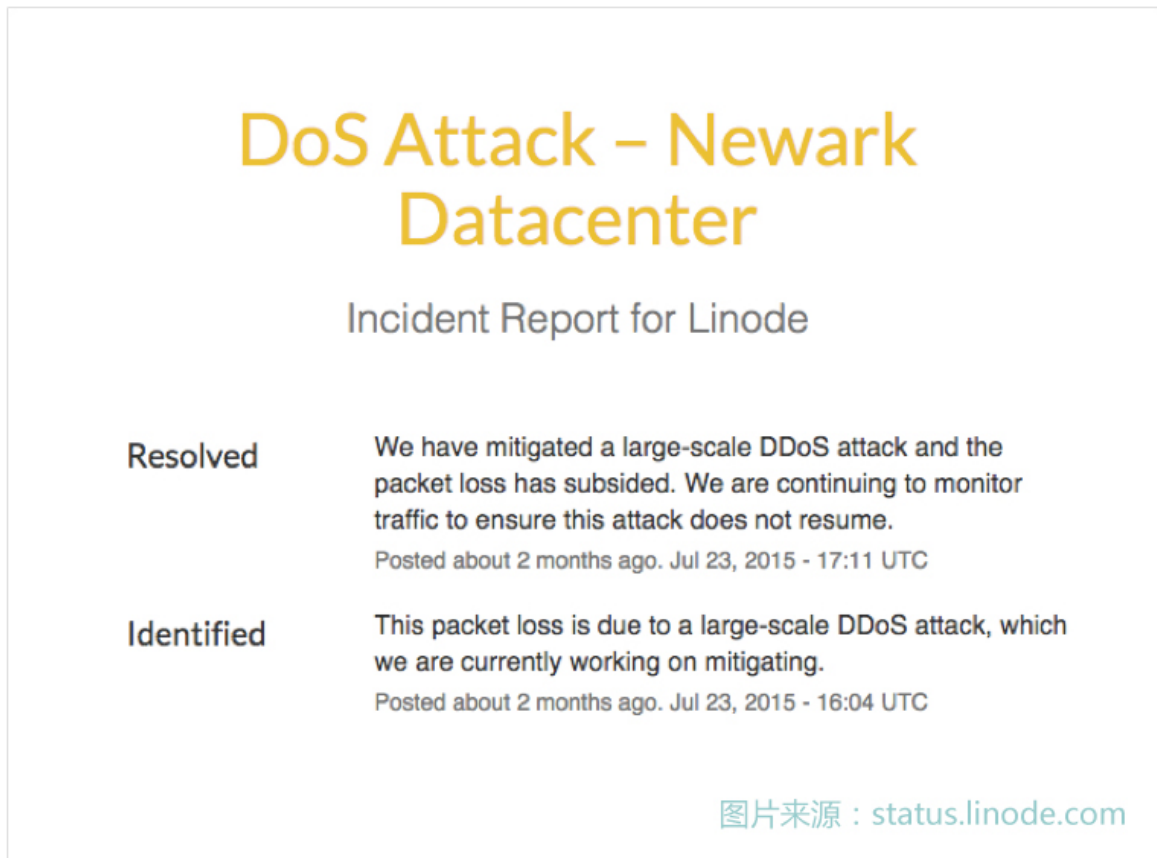 DoS Attack – Newark
Datacenter
Incident Report for Linode
Resolved
We have mitigated a large-scale DDoS attack and the
packet loss has subsided. We are continuing to monitor
traffic to ensure this attack does not resume.
Posted about 2 months ago. Jul 23, 2015 - 17:11 UTC
Identified
This packet loss is due to a large-scale DDoS attack, which
we are currently working on mitigating.
Posted about 2 months ago. Jul 23, 2015 - 16:04 UTC
图片来源：status.linode.com